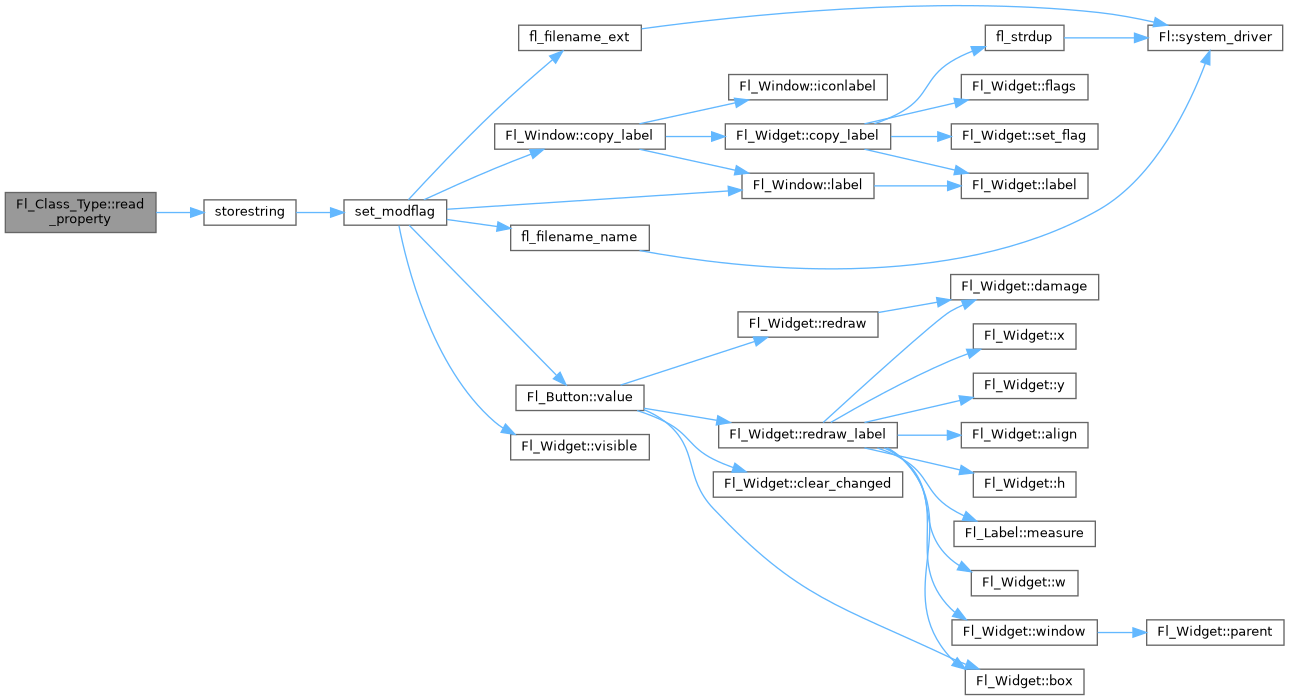 Fl_Class_Type::read
_property
storestring
set_modflag
fl_filename_ext
Fl_Window::copy_label
fl_filename_name
Fl_Button::value
Fl_Widget::visible
Fl_Window::iconlabel
Fl_Widget::copy_label
Fl_Window::label
Fl_Widget::redraw
Fl_Widget::redraw_label
Fl_Widget::clear_changed
fl_strdup
Fl_Widget::flags
Fl_Widget::set_flag
Fl_Widget::label
Fl_Widget::damage
Fl_Widget::x
Fl_Widget::y
Fl_Widget::align
Fl_Widget::h
Fl_Label::measure
Fl_Widget::w
Fl_Widget::window
Fl_Widget::box
Fl::system_driver
Fl_Widget::parent